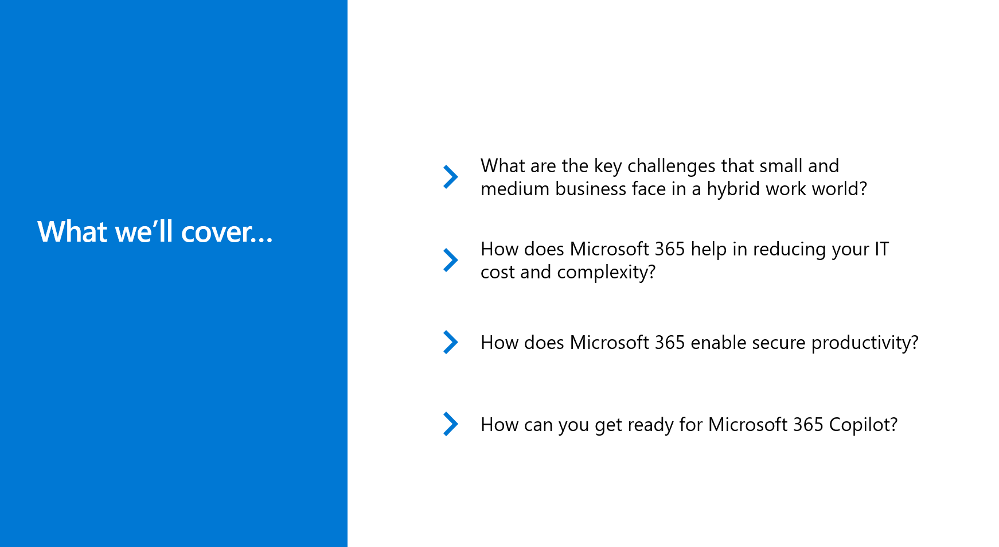 What we’ll cover...
What are the key challenges that small and
medium business face in a hybrid work world?
How does Microsoft 365 help in reducing your IT
cost and complexity?
How does Microsoft 365 enable secure productivity?
How can you get ready for Microsoft 365 Copilot?